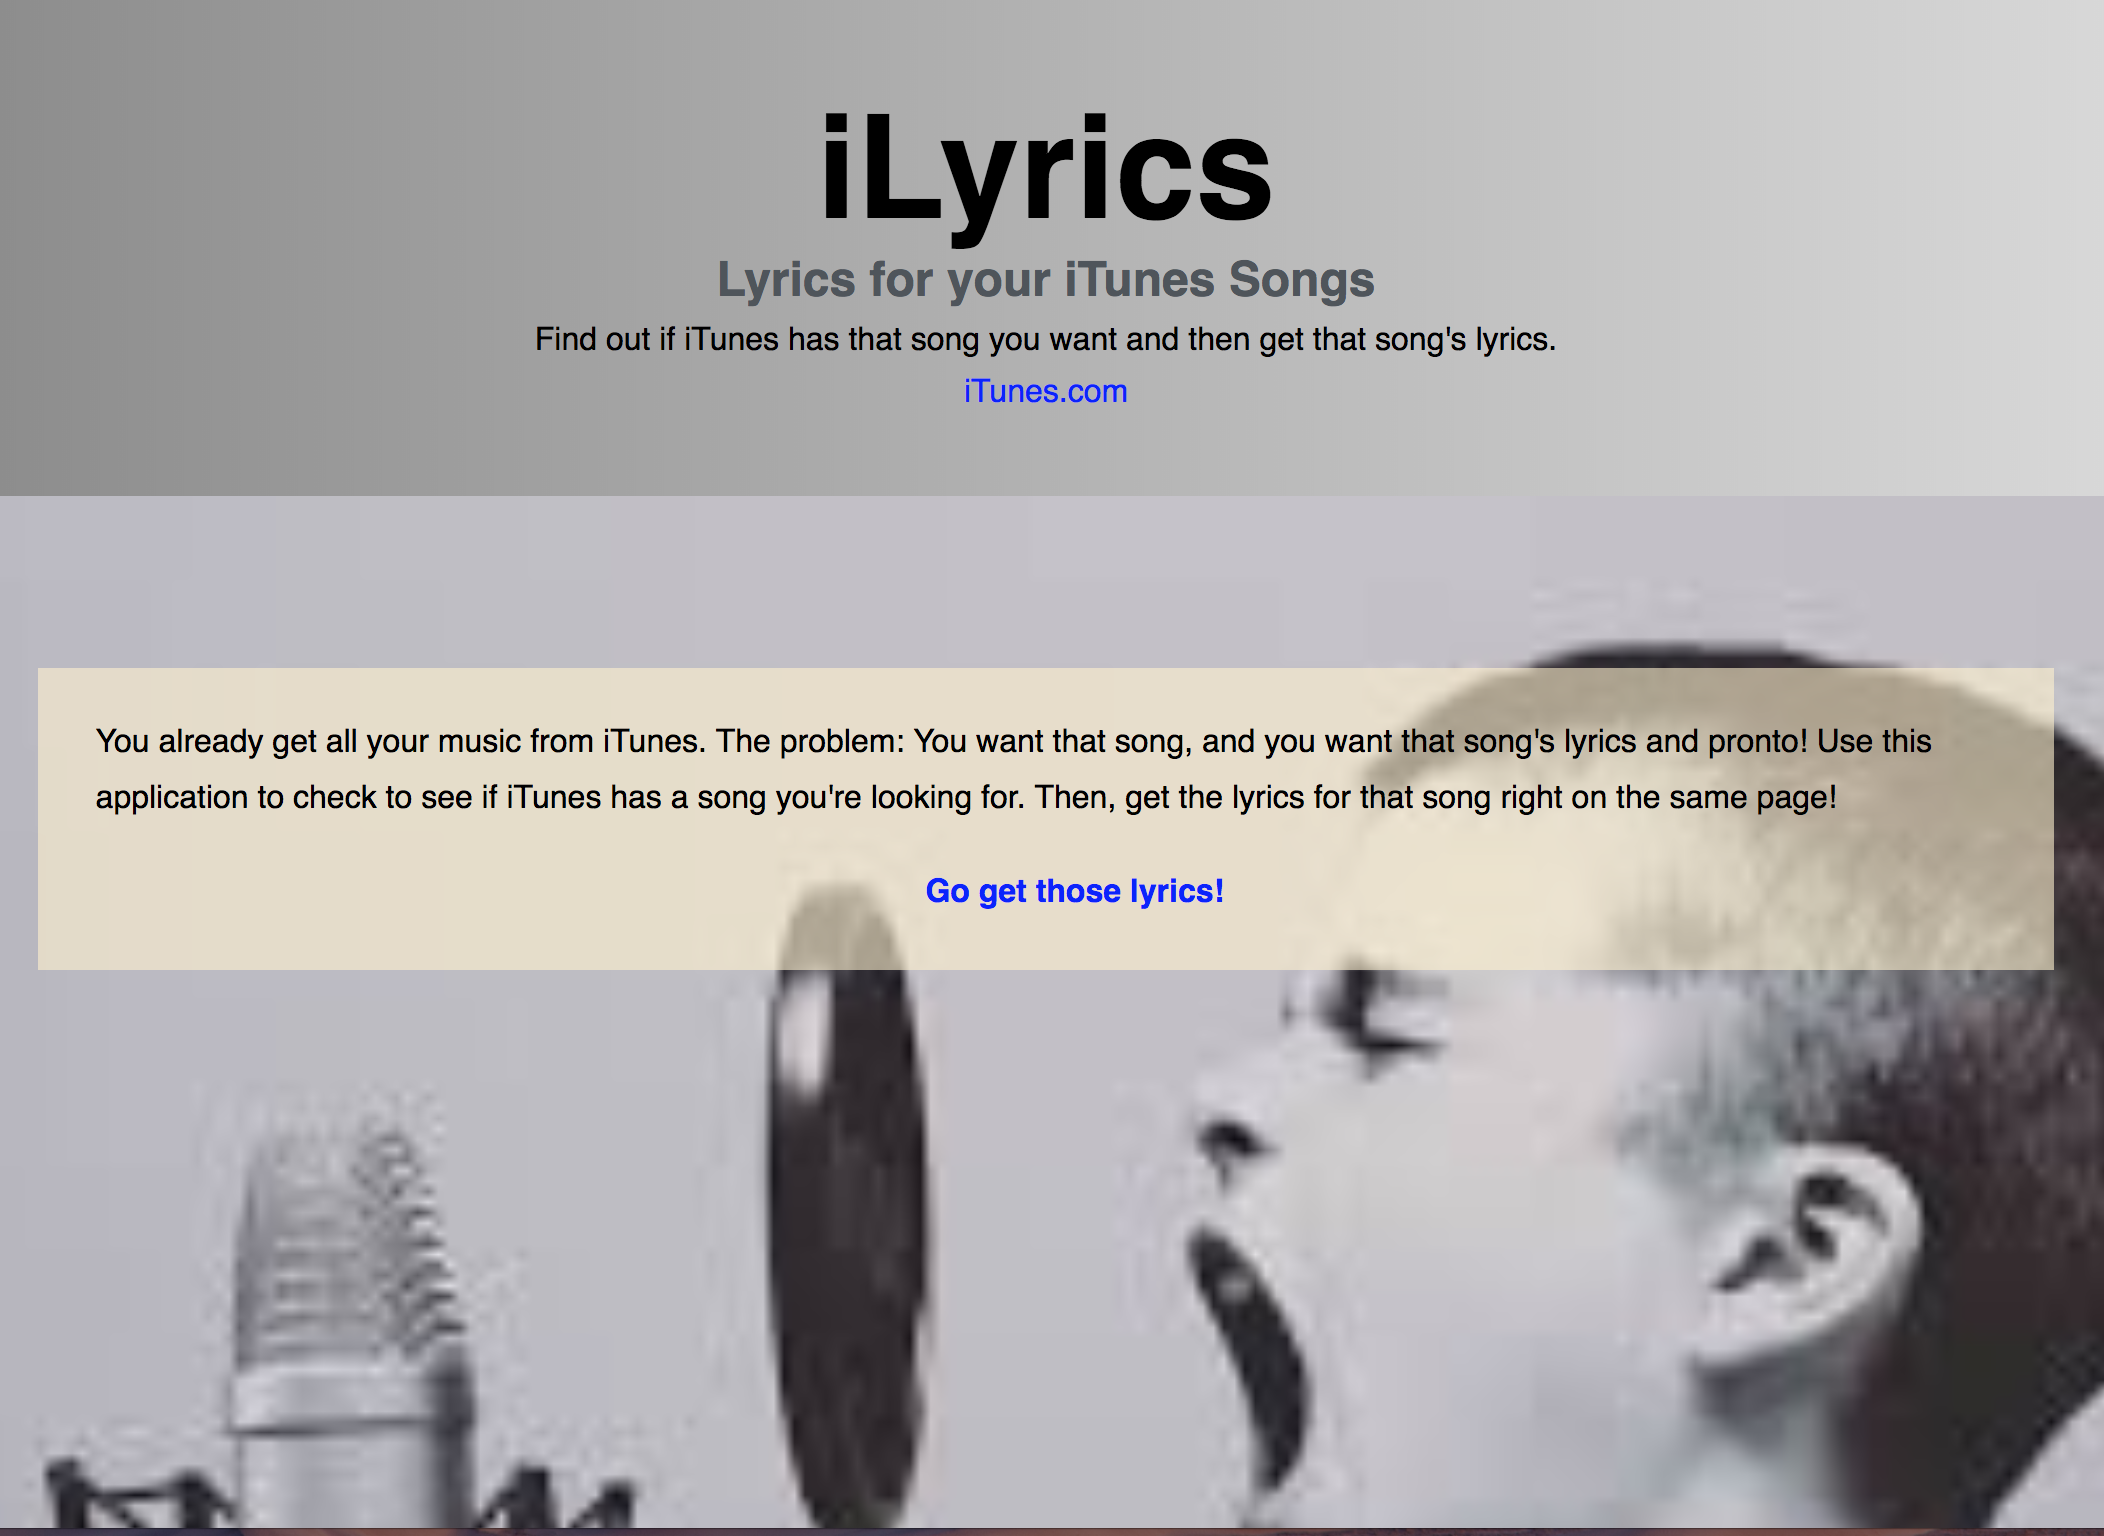 iLyrics
Lyrics for your iTunes Songs
Find out if iTunes has that song you want and then get that song's lyrics.
iTunes.com
You already get all your music from iTunes. The problem: You want that song, and you want that song's lyrics and pronto! Use this
application to check to see if iTunes has a song you're looking for. Then, get the lyrics for that song right on the same page!
Go get those lyrics!